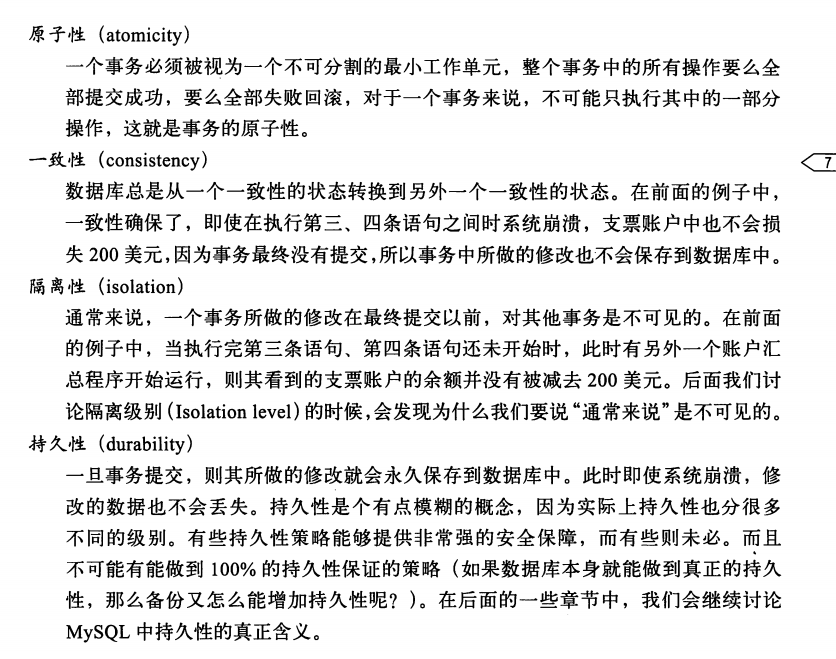 原子性（atomicity）
一个事务必须被视为一个不可分割的最小工作单元，整个事务中的所有操作要么全
部提交成功，要么全部失败回滚，对于一个事务来说，不可能只执行其中的一部分
操作，这就是事务的原子性。
一致性（consistency）
7
数据库总是从一个一致性的状态转换到另外一个一致性的状态。在前面的例子中，
一致性确保了，即使在执行第三、四条语句之间时系统崩溃，支票账户中也不会损
失 200 美元，因为事务最终没有提交，所以事务中所做的修改也不会保存到数据库中。
隔离性（isolation）
通常来说，一个事务所做的修改在最终提交以前，对其他事务是不可见的。在前面
的例子中，当执行完第三条语句、第四条语句还未开始时，此时有另外一个账户汇
总程序开始运行，则其看到的支票账户的余额并没有被减去 200 美元。后面我们讨
论隔离级别（Isolation level）的时候，会发现为什么我们要说“通常来说”是不可见的。
持久性（durability）
一旦事务提交，则其所做的修改就会永久保存到数据库中。此时即使系统崩溃，修
改的数据也不会丢失。持久性是个有点模糊的概念，因为实际上持久性也分很多
不同的级别。有些持久性策略能够提供非常强的安全保障，而有些则未必。而且
不可能有能做到 100% 的持久性保证的策略（如果数据库本身就能做到真正的持久
性，那么备份又怎么能增加持久性呢？）。在后面的一些章节中，我们会继续讨论
MySQL 中持久性的真正含义。